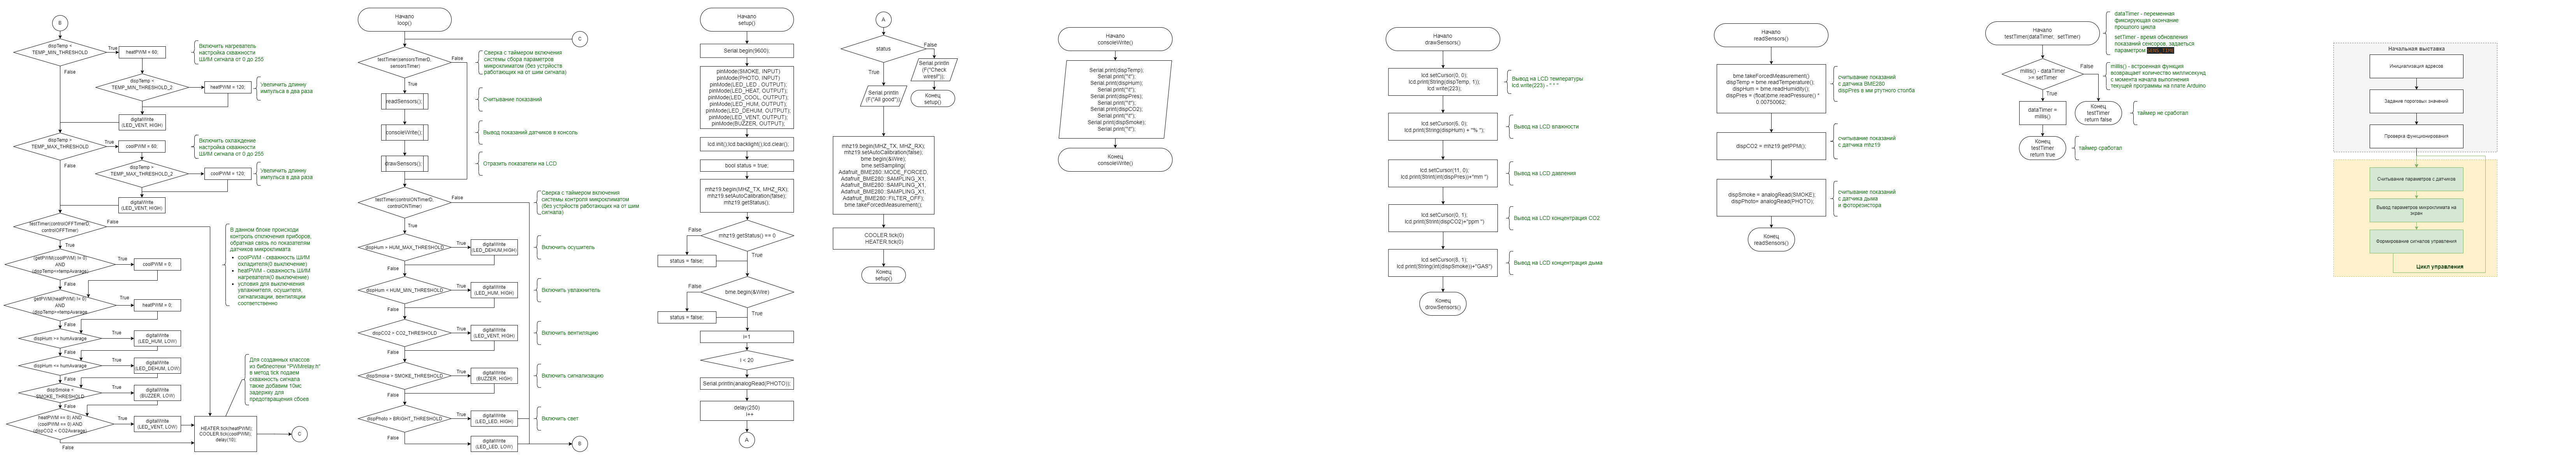 B
dispTemp <
TEMP_MIN_THRESHOLD
True
heatPWM = 60;
Включить нагреватель
настройка скважности
ШИМ сигнала от 0 до 255
False
dispTemp <
TEMP_MIN_THRESHOLD_2
heatPWM = 120;
Увеличить длинну
импульса в два раза
digitalWrite
(LED_VENT, HIGH)
dispTemp >
TEMP_MAX_THRESHOLD
True
coolPWM = 60;
Включить охлаждение
настройка скважности
ШИМ сигнала от 0 до 255
False
dispTemp >
TEMP_MAX_THRESHOLD_2
coolPWM = 120;
Увеличить длинну
импульса в два раза
digitalWrite
(LED_VENT, HIGH)
testTimer(controlOFFTimerD,
controlOFFTimer)
False
True
В данном блоке происходи
контроль отключения приборов,
обратная связь по показателям
датчиков микроклимата
• coolPWM - скважность ШИМ
охладителя(0 выключение)
• heatPWM - скважность ШИМ
нагревателя(0 выключение)
• условия для выключения
увлажнителя, осушителя,
сигнализации, вентиляции
соответственно
(getPWM(coolPWM) != 0)
AND
(dispTemp<=tempAvarage)
True
coolPWM = 0;
False
getPWM(heatPWM) != 0)
AND
(dispTemp>=tempAvarage)
True
heatPWM = 0;
False
dispHum >= humAvarage
True
digitalWrite
(LED_HUM, LOW)
False
dispHum <= humAvarage
True
digitalWrite
(LED_DEHUM, LOW)
False
dispSmoke <
SMOKE_THRESHOLD
True
digitalWrite
(BUZZER, LOW)
False
heatPWM == 0) AND
(coolPWM == 0) AND
(dispCO2 < CO2Avarage)
True
digitalWrite
(LED_VENT, LOW)
False
Для созданных классов
из библеотеки "PWMrelay.h"
в метод tick подаем
скважность сигнала
также добавим 10мс
задержку для
предотвращения сбоев
HEATER.tick(heatPWM);
COOLER.tick(coolPWM);
delay(10);
C
Начало
loop()
C
testTimer(sensorsTimerD,
sensorsTimer)
False
True
Сверка с таймером включения
системы сбора параметров
микроклиматом (без устрйоств
работающих на от шим сигнала)
readSensors();
Считывание показаний
consoleWrite();
Вывод показаний датчиков в консоль
drawSensors();
Отразить показатели на LCD
testTimer(controlONTimerD,
controlONTimer)
False
True
Сверка с таймером включения
системы контроля микроклиматом
(без устройств работающих на от шим
сигнала)
dispHum > HUM_MAX_THRESHOLD
True
digitalWrite
(LED_DEHUM,HIGH)
Включить осушитель
False
dispHum < HUM_MIN_THRESHOLD
True
digitalWrite
(LED_HUM, HIGH)
Включить увлажнитель
False
dispCO2 > CO2_THRESHOLD
True
digitalWrite
(LED_VENT, HIGH)
Включить вентиляцию
False
dispSmoke > SMOKE_THRESHOLD
True
digitalWrite
(BUZZER, HIGH)
Включить сигнализацию
False
dispPhoto > BRIGHT_THRESHOLD
True
digitalWrite
(LED_LED, HIGH)
Включить свет
False
digitalWrite
(LED_LED, LOW)
B
Начало
setup()
Serial.begin(9600);
pinMode(SMOKE, INPUT)
pinMode(PHOTO, INPUT)
pinMode(LED_LED , OUTPUT)
pinMode(LED_HEAT, OUTPUT);
pinMode(LED_COOL, OUTPUT);
pinMode(LED_HUM, OUTPUT);
pinMode(LED_DEHUM, OUTPUT);
pinMode(LED_VENT, OUTPUT);
pinMode(BUZZER, OUTPUT);
lcd.init();lcd.backlight();lcd.clear();
bool status = true;
mhz19.begin(MHZ_TX, MHZ_RX);
mhz19.setAutoCalibration(false);
mhz19.getStatus();
mhz19.getStatus() == 0
False
status = false;
True
bme.begin(&Wire)
False
status = false;
True
i=1
i < 20
Serial.println(analogRead(PHOTO));
delay(250)
i++
A
A
status
False
True
Serial.println
(F("Check
wires!"));
Serial.println
(F("All good"));
Конец
setup()
mhz19.begin(MHZ_TX, MHZ_RX);
mhz19.setAutoCalibration(false);
bme.begin(&Wire);
bme.setSampling(
Adafruit_BME280::MODE_FORCED,
Adafruit_BME280::SAMPLING_X1,
Adafruit_BME280::SAMPLING_X1,
Adafruit_BME280::SAMPLING_X1,
Adafruit_BME280::FILTER_OFF);
bme.takeForcedMeasurement();
COOLER.tick(0)
HEATER.tick(0)
Конец
setup()
Начало
consoleWrite()
Serial.print(dispTemp);
Serial.print("\t");
Serial.print(dispHum);
Serial.print("\t");
Serial.print(dispPres);
Serial.print("\t");
Serial.print(dispCO2);
Serial.print("\t");
Serial.print(dispSmoke);
Serial.print("\t");
Конец
consoleWrite()
Начало
drawSensors()
lcd.setCursor(0, 0);
lcd.print(String(dispTemp, 1));
lcd.write(223);
Вывод на LCD температуры
lcd.write(223) - " ° "
lcd.setCursor(6, 0);
lcd.print(String(dispHum) + "% ");
Вывод на LCD влажности
lcd.setCursor(11, 0);
lcd.print(Strint(int(dispPres))+"mm ")
Вывод на LCD давления
lcd.setCursor(0, 1);
lcd.print(Strint(dispCO2)+"ppm ")
Вывод на LCD концентрация CO2
lcd.setCursor(8, 1);
lcd.print(String(int(dispSmoke))+"GAS")
Вывод на LCD концентрация дыма
Конец
drowSensors()
Начало
readSensors()
bme.takeForcedMeasurement()
dispTemp = bme.readTemperature();
dispHum = bme.readHumidity();
dispPres = (float)bme.readPressure() *
0.00750062;
считывание показаний
с датчика BME280
dispPres в мм ртутного столба
dispCO2 = mhz19.getPPM();
считывание показаний
с датчика mhz19
dispSmoke = analogRead(SMOKE);
dispPhoto= analogRead(PHOTO);
считывание показаний
с датчика дыма
и фоторезистора
Конец
readSensors()
Начало
testTimer(dataTimer, setTimer)
dataTimer - переменная
фиксирующая окончание
прошлого цикла
setTimer - время обновления
показаний сенсоров, задаеться
параметром
millis() - dataTimer
>= setTimer
False
True
millis() - встроенная функция
возвращает количество миллисекунд
с момента начала выполнения
текущей программы на плате Arduino
dataTimer =
millis()
Конец
testTimer
return false
таймер не сработал
Конец
testTimer
return true
таймер сработал
Начальная выставка
Инициализация адресов
Задание пороговых значений
Проверка функционирования
Считывание параметров с датчиков
Вывод параметров микроклимата на
экран
Формирование сигналов управления
Цикл управления